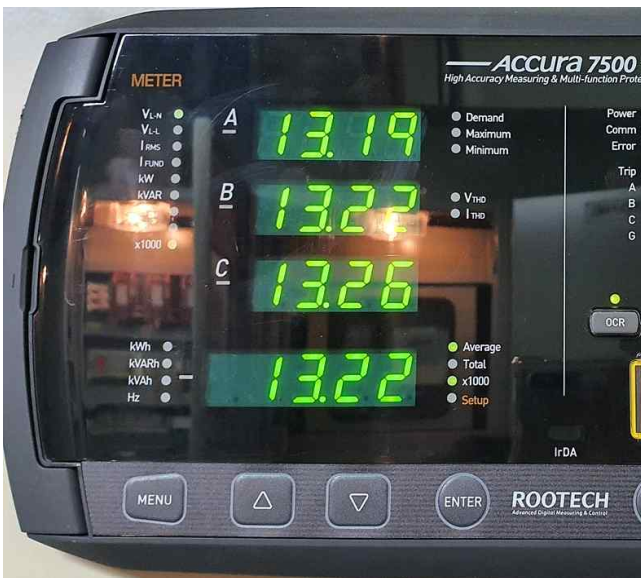 ACCURA 7500
High Accuracy Measuring & Multi-function Prote
METER
VL-N
VL-L
I RMS
I FUND
kW
kVAR
x1000
A 13.19
B 13.22
C 13.26
Demand
Maximum
Minimum
VTHD
ITHD
Power
Comm
Error
Trip
A
B
C
G
OCR
kWh
kVARh
kVAh
Hz
13.22
Average
Total
x1000
Setup
IrDA
MENU
ENTER
ROOTECH
Advanced Digital Measuring & Control